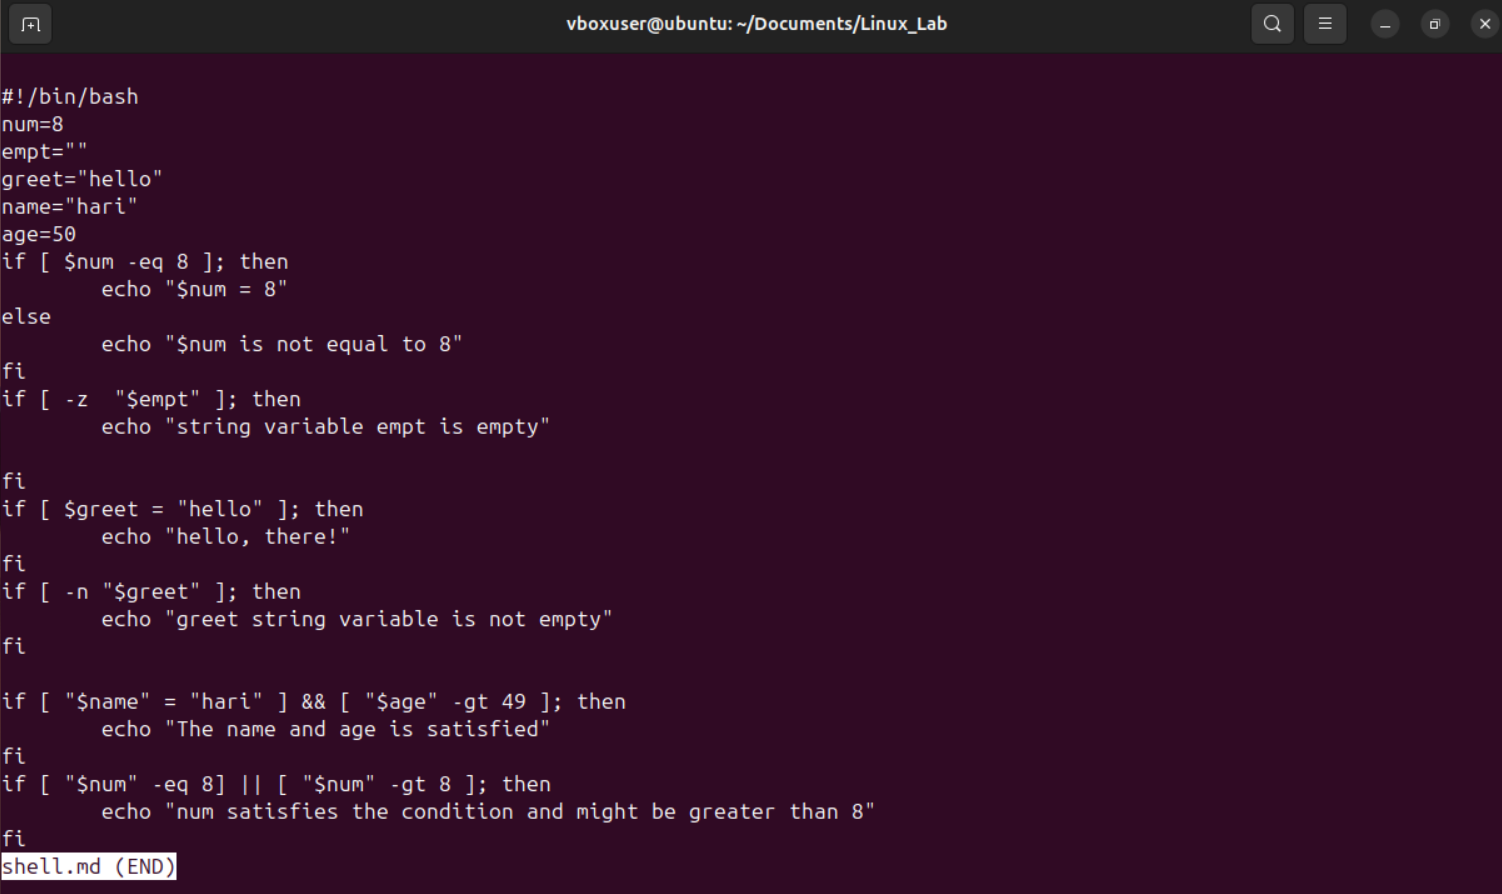 vboxuser@ubuntu: ~/Documents/Linux_Lab
#!/bin/bash
num=8
empt=""
greet="hello"
name="hari"
age=50
if [ $num -eq 8 ]; then
        echo "$num = 8"
else
        echo "$num is not equal to 8"
fi
if [ -z  "$empt" ]; then
        echo "string variable empt is empty"
fi
if [ $greet = "hello" ]; then
        echo "hello, there!"
fi
if [ -n "$greet" ]; then
        echo "greet string variable is not empty"
fi
if [ "$name" = "hari" ] && [ "$age" -gt 49 ]; then
        echo "The name and age is satisfied"
fi
if [ "$num" -eq 8] || [ "$num" -gt 8 ]; then
        echo "num satisfies the condition and might be greater than 8"
fi
shell.md (END)